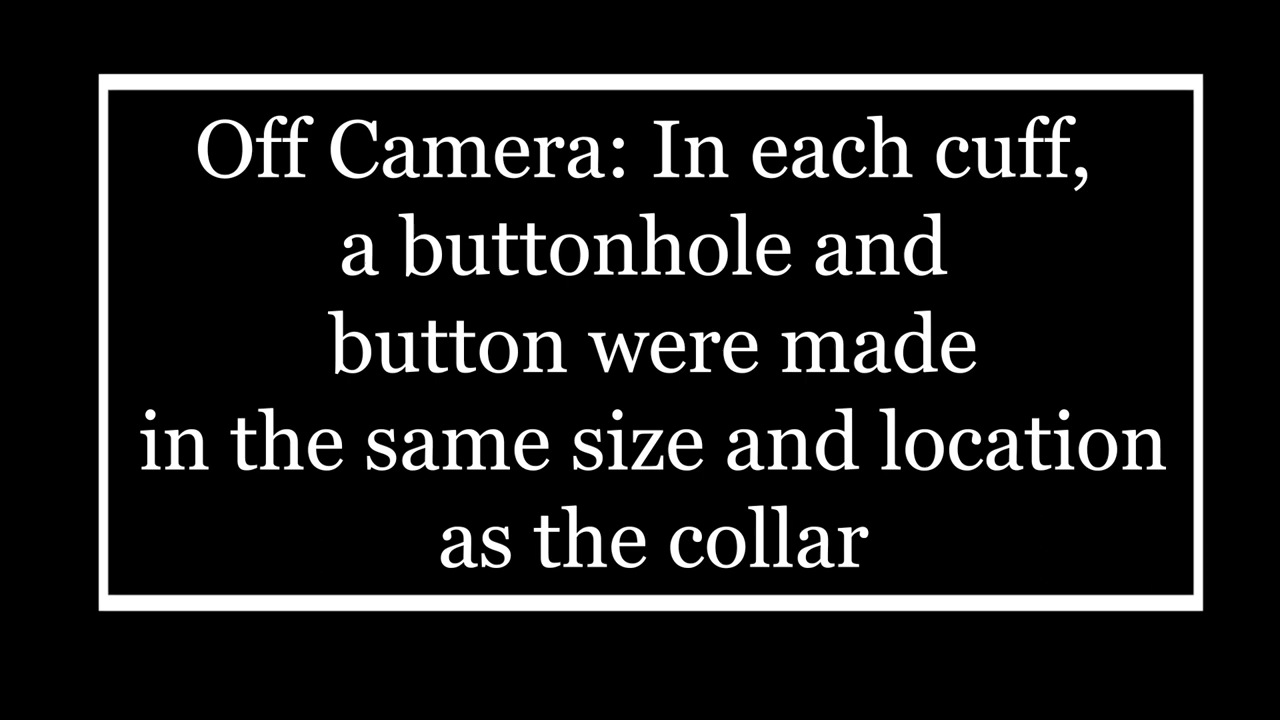 Off Camera: In each cuff,
a buttonhole and
button were made
in the same size and location
as the collar